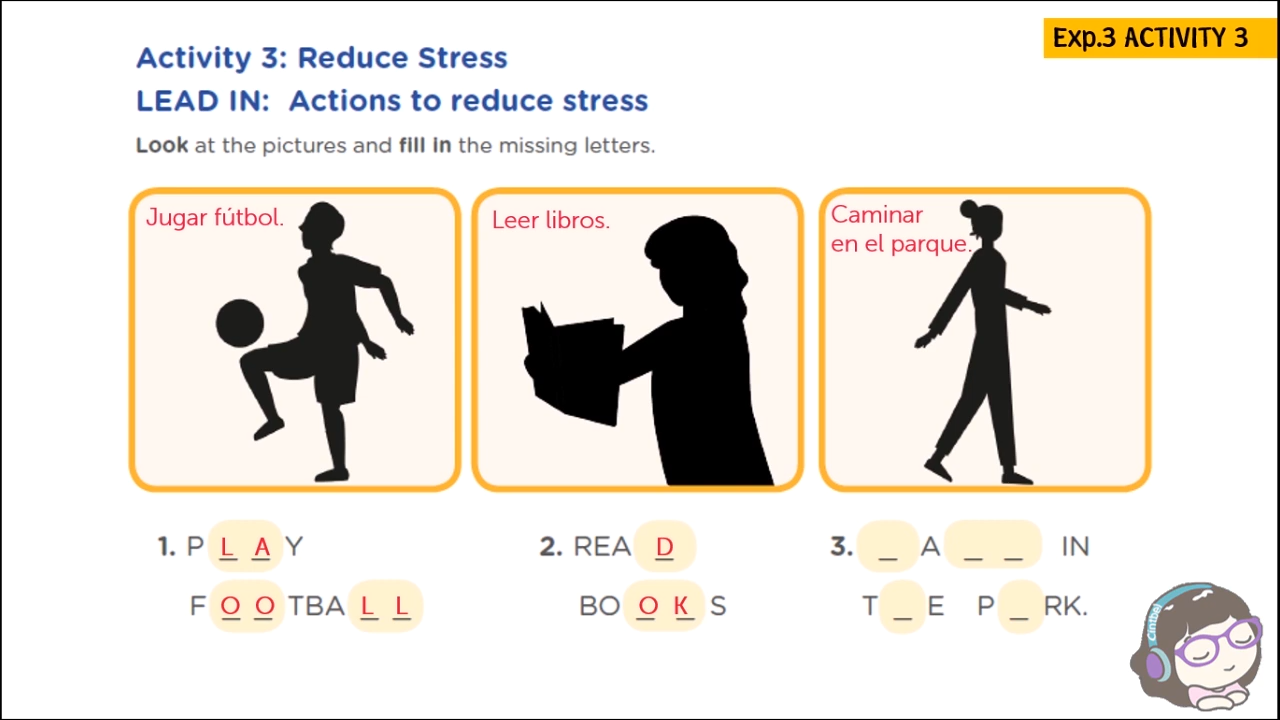 Exp.3 ACTIVITY 3
Activity 3: Reduce Stress
LEAD IN: Actions to reduce stress
Look at the pictures and fill in the missing letters.
Jugar fútbol.
Leer libros.
Caminar
en el parque.
1. P L A Y
F O O TBA L L
2. REA D
BO O K S
3. _ A _ _ IN
T _ E P _ RK.
Cintbel